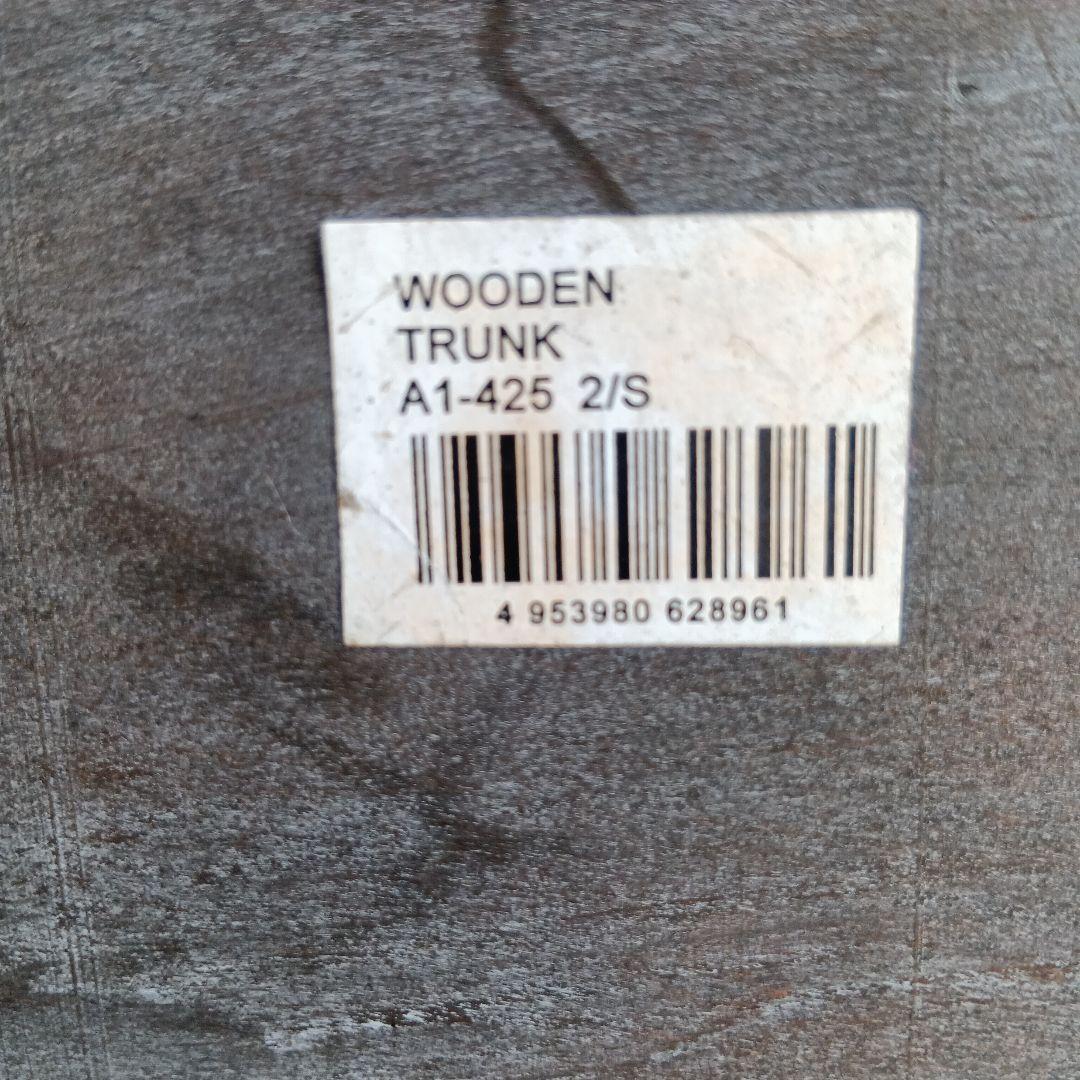 WOODEN
TRUNK
A1-425 2/S
4 953980 628961